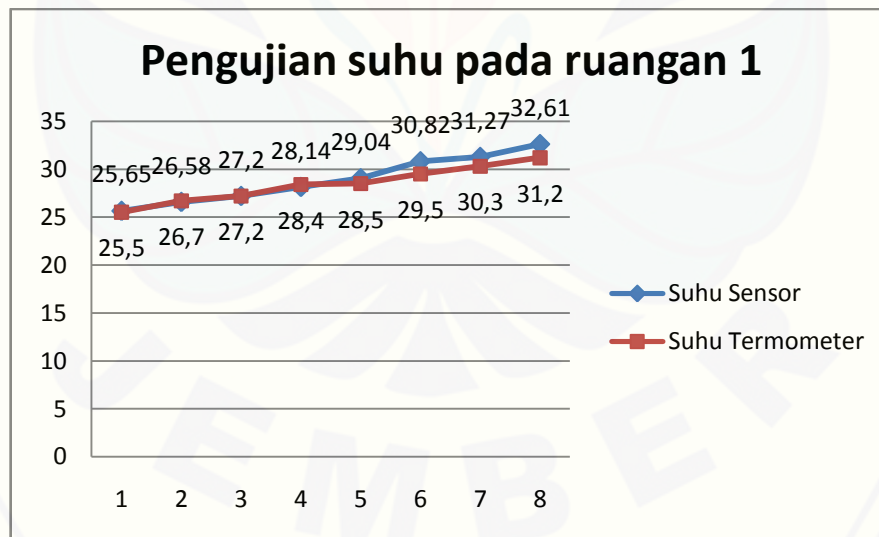 Pengujian suhu pada ruangan 1
35
30
25
20
15
10
5
0
25,65 26,58 27,2 28,14 29,04 30,82 31,27 32,61
25,5 26,7 27,2 28,4 28,5 29,5 30,3 31,2
1 2 3 4 5 6 7 8
Suhu Sensor
Suhu Termometer
JEMBER